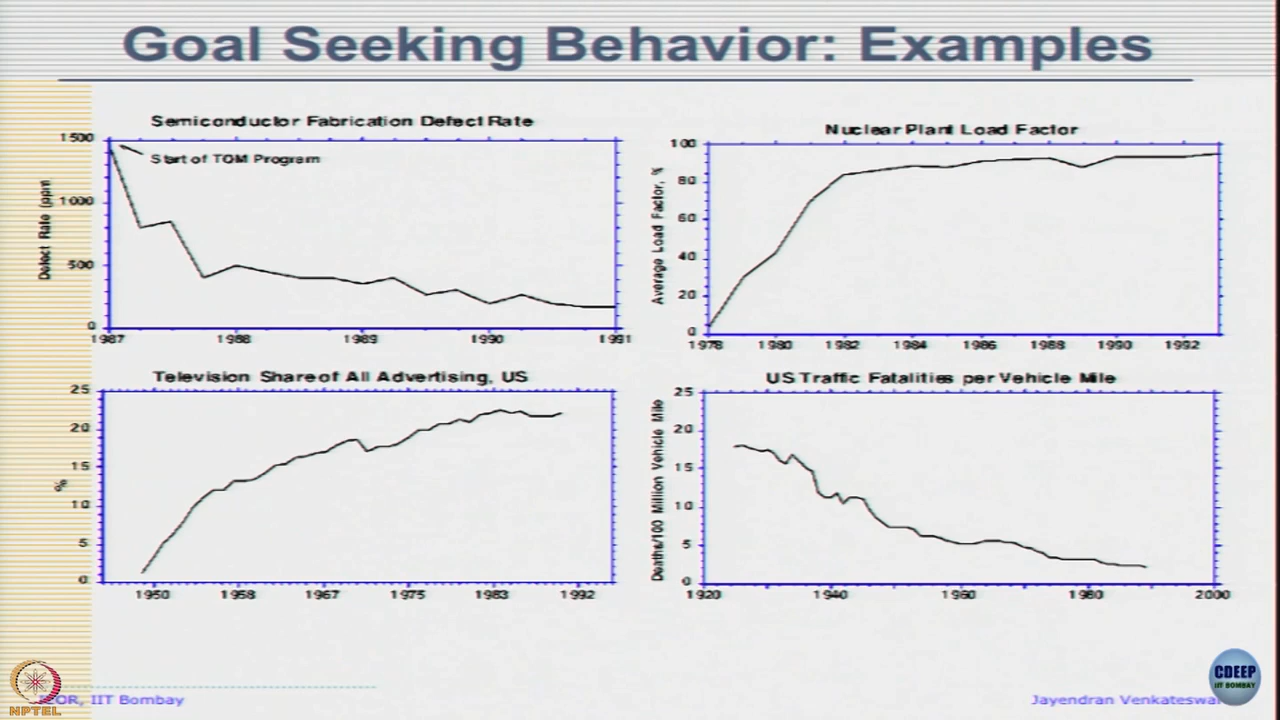 Goal Seeking Behavior: Examples
Semiconductor Fabrication Defect Rate
Start of TQM Program
Defect Rate (ppm)
1500
1000
500
0
1987 1988 1989 1990 1991
Nuclear Plant Load Factor
Average Load Factor, %
100
80
60
40
20
0
1978 1980 1982 1984 1986 1988 1990 1992
Television Share of All Advertising, US
%
25
20
15
10
5
0
1950 1958 1967 1975 1983 1992
US Traffic Fatalities per Vehicle Mile
Deaths/100 Million Vehicle Mile
25
20
15
10
5
0
1920 1940 1960 1980 2000
IEOR, IIT Bombay
Jayendran Venkateswar
NPTEL
CDEEP
IIT BOMBAY